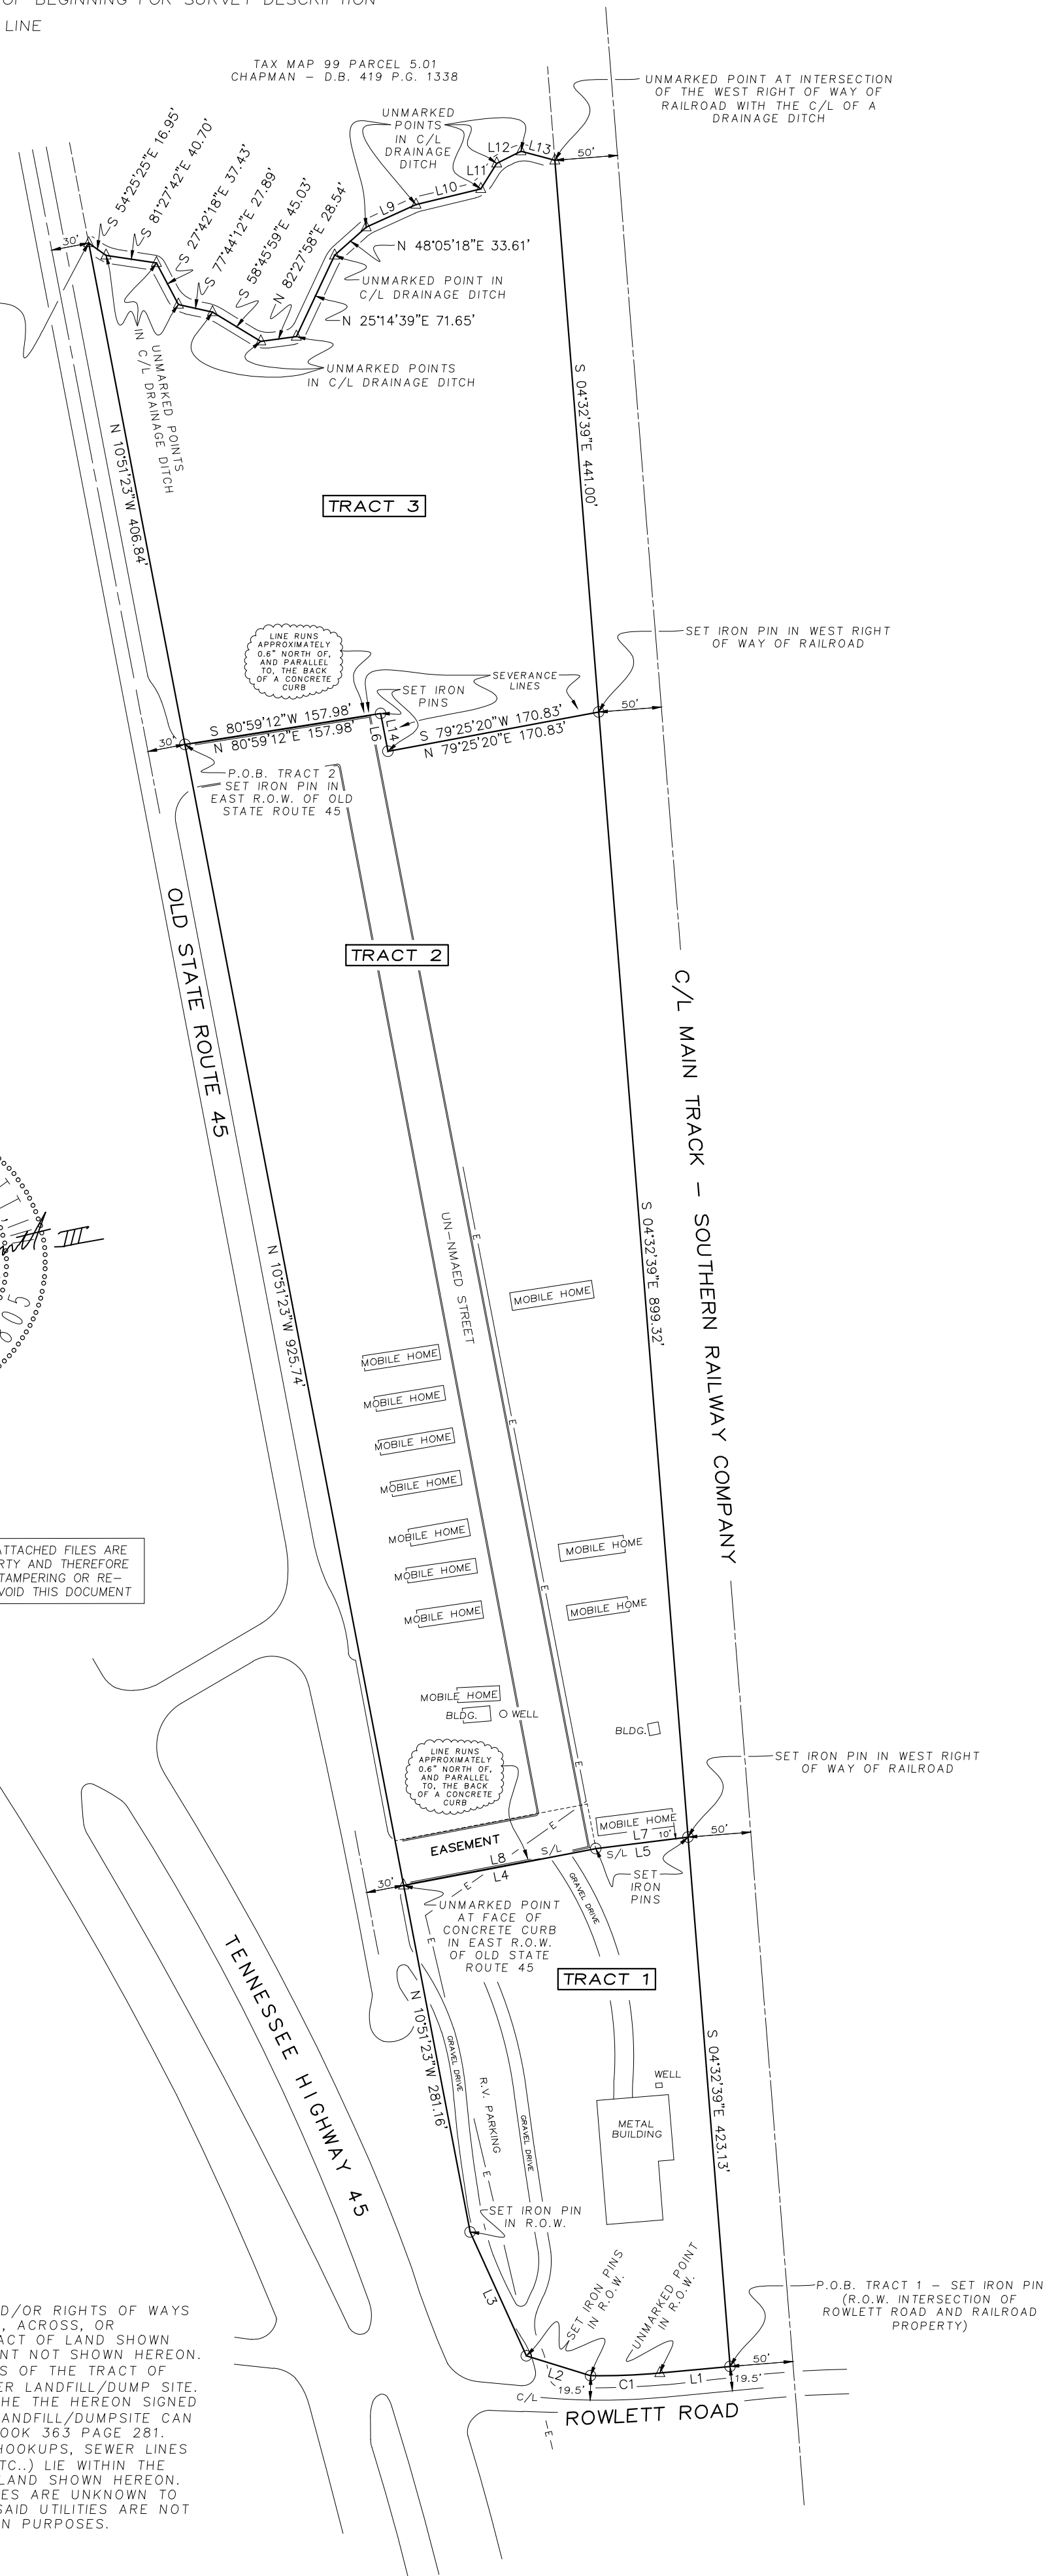 OF BEGINNING FOR SURVEY DESCRIPTION
LINE
TAX MAP 99 PARCEL 5.01
CHAPMAN – D.B. 419 P.G. 1338
UNMARKED POINT AT INTERSECTION
OF THE WEST RIGHT OF WAY OF
RAILROAD WITH THE C/L OF A
DRAINAGE DITCH
UNMARKED
POINTS
IN C/L
DRAINAGE
DITCH
S 54°25'25"E 16.95'
S 81°27'42"E 40.70'
S 27°42'18"E 37.43'
S 77°44'12"E 27.89'
S 58°45'59"E 45.03'
N 82°27'58"E 28.54'
L9
L10
L11
L12
L13
50'
30'
N 48°05'18"E 33.61'
UNMARKED POINT IN
C/L DRAINAGE DITCH
N 25°14'39"E 71.65'
UNMARKED POINTS
IN C/L DRAINAGE DITCH
UNMARKED POINTS
IN C/L DRAINAGE DITCH
N 10°51'23"W 406.84'
S 04°32'39"E 441.00'
TRACT 3
LINE RUNS
APPROXIMATELY
0.6" NORTH OF,
AND PARALLEL
TO, THE BACK
OF A CONCRETE
CURB
SET IRON
PINS
SEVERANCE
LINES
SET IRON PIN IN WEST RIGHT
OF WAY OF RAILROAD
50'
S 80°59'12"W 157.98'
N 80°59'12"E 157.98'
L6
L14
S 79°25'20"W 170.83'
N 79°25'20"E 170.83'
30'
P.O.B. TRACT 2
SET IRON PIN IN
EAST R.O.W. OF OLD
STATE ROUTE 45
OLD STATE ROUTE 45
TRACT 2
C/L MAIN TRACK – SOUTHERN RAILWAY COMPANY
S 04°32'39"E 899.32'
N 10°51'23"W 925.74'
UN-NMAED STREET
E
MOBILE HOME
MOBILE HOME
MOBILE HOME
MOBILE HOME
MOBILE HOME
E
MOBILE HOME
MOBILE HOME
MOBILE HOME
MOBILE HOME
E
MOBILE HOME
MOBILE HOME
BLDG.
WELL
BLDG.
E
ATTACHED FILES ARE
RTY AND THEREFORE
TAMPERING OR RE–
VOID THIS DOCUMENT
III
805
LINE RUNS
APPROXIMATELY
0.6" NORTH OF,
AND PARALLEL
TO, THE BACK
OF A CONCRETE
CURB
SET IRON PIN IN WEST RIGHT
OF WAY OF RAILROAD
MOBILE HOME
L7
10'
50'
EASEMENT
E
L8
S/L
S/L
L5
L4
E
30'
SET
IRON
PINS
GRAVEL DRIVE
UNMARKED POINT
AT FACE OF
CONCRETE CURB
IN EAST R.O.W.
OF OLD STATE
ROUTE 45
E
TRACT 1
N 10°51'23"W 281.16'
S 04°32'39"E 423.13'
GRAVEL DRIVE
R.V. PARKING
E
GRAVEL DRIVE
WELL
METAL
BUILDING
TENNESSEE HIGHWAY 45
SET IRON PIN
IN R.O.W.
L3
SET IRON PINS
IN R.O.W.
UNMARKED POINT
IN R.O.W.
P.O.B. TRACT 1 – SET IRON PIN
(R.O.W. INTERSECTION OF
ROWLETT ROAD AND RAILROAD
PROPERTY)
50'
L2
C1
L1
19.5'
19.5'
C/L
ROWLETT ROAD
E
D/OR RIGHTS OF WAYS
, ACROSS, OR
ACT OF LAND SHOWN
NT NOT SHOWN HEREON.
S OF THE TRACT OF
ER LANDFILL/DUMP SITE.
THE THE HEREON SIGNED
LANDFILL/DUMPSITE CAN
OOK 363 PAGE 281.
HOOKUPS, SEWER LINES
TC..) LIE WITHIN THE
LAND SHOWN HEREON.
ES ARE UNKNOWN TO
SAID UTILITIES ARE NOT
N PURPOSES.